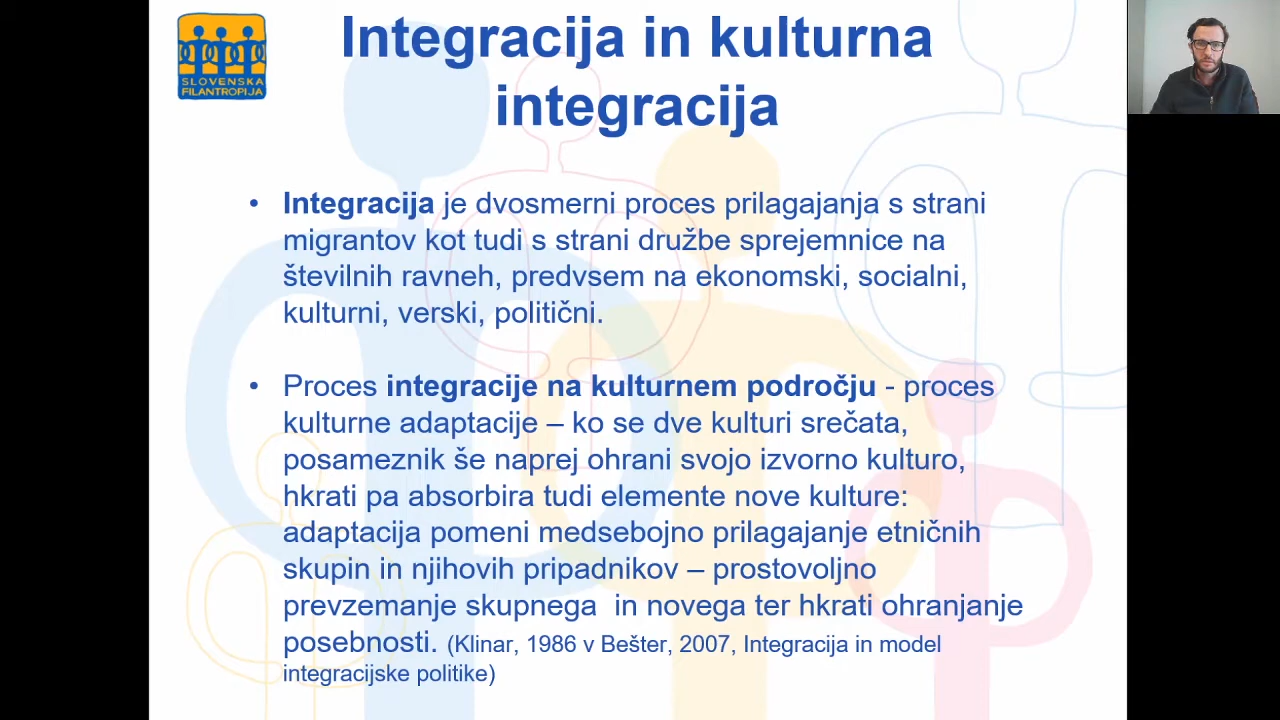 SLOVENSKA
FILANTROPIJA
Integracija in kulturna
integracija
• Integracija je dvosmerni proces prilagajanja s strani
migrantov kot tudi s strani družbe sprejemnice na
številnih ravneh, predvsem na ekonomski, socialni,
kulturni, verski, politični.
• Proces integracije na kulturnem področju - proces
kulturne adaptacije – ko se dve kulturi srečata,
posameznik še naprej ohrani svojo izvorno kulturo,
hkrati pa absorbira tudi elemente nove kulture:
adaptacija pomeni medsebojno prilagajanje etničnih
skupin in njihovih pripadnikov – prostovoljno
prevzemanje skupnega  in novega ter hkrati ohranjanje
posebnosti. (Klinar, 1986 v Bešter, 2007, Integracija in model
integracijske politike)